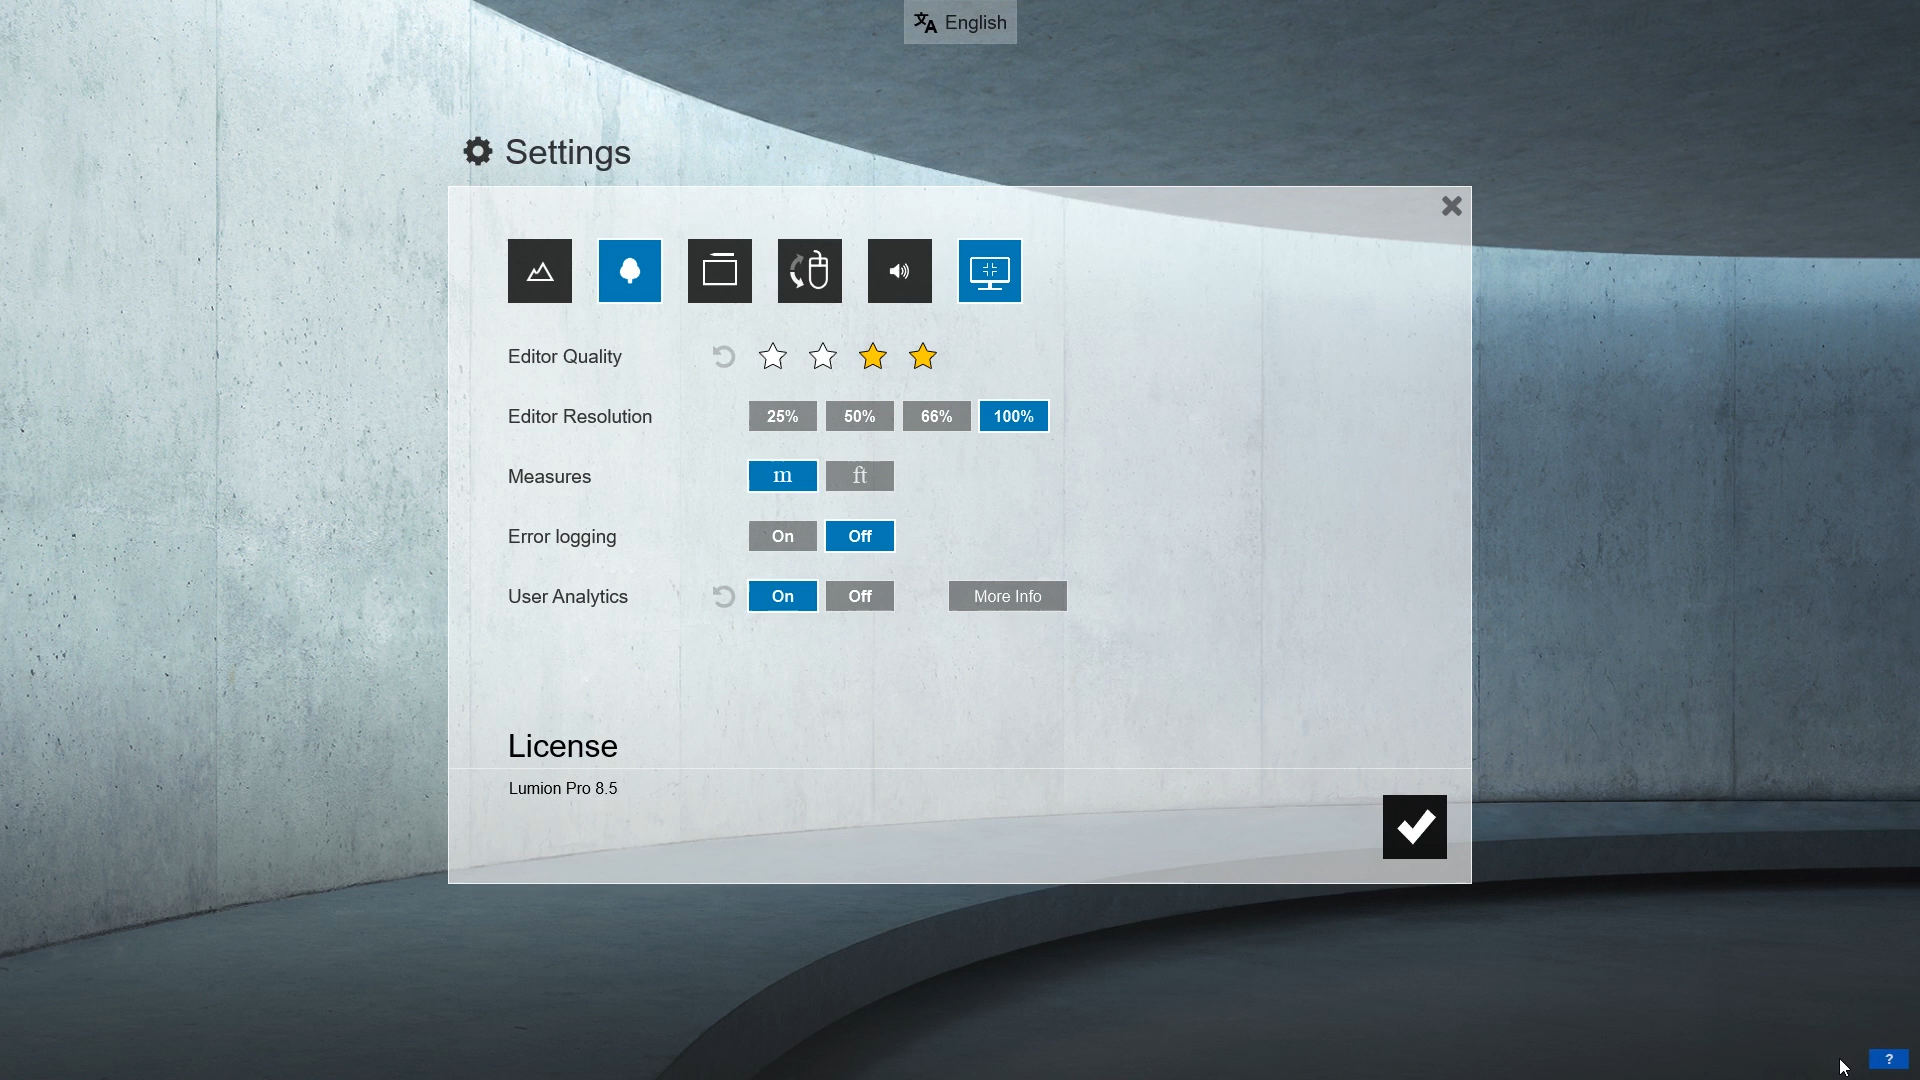 English
Settings
Editor Quality
Editor Resolution 25% 50% 66% 100%
Measures m ft
Error logging On Off
User Analytics On Off More Info
License
Lumion Pro 8.5
?